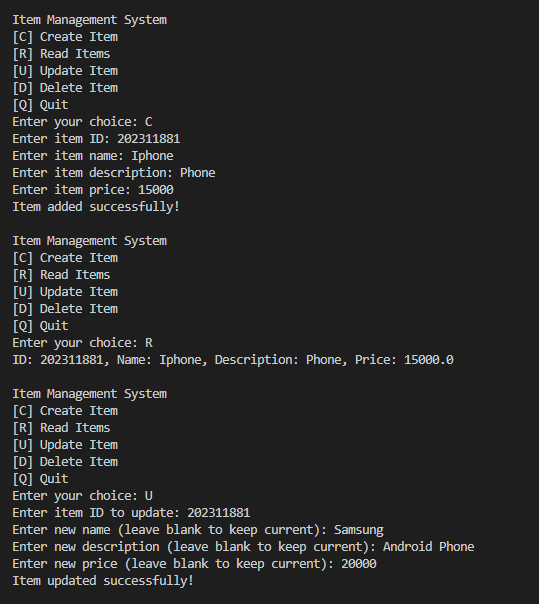 Item Management System
[C] Create Item
[R] Read Items
[U] Update Item
[D] Delete Item
[Q] Quit
Enter your choice: C
Enter item ID: 202311881
Enter item name: Iphone
Enter item description: Phone
Enter item price: 15000
Item added successfully!

Item Management System
[C] Create Item
[R] Read Items
[U] Update Item
[D] Delete Item
[Q] Quit
Enter your choice: R
ID: 202311881, Name: Iphone, Description: Phone, Price: 15000.0

Item Management System
[C] Create Item
[R] Read Items
[U] Update Item
[D] Delete Item
[Q] Quit
Enter your choice: U
Enter item ID to update: 202311881
Enter new name (leave blank to keep current): Samsung
Enter new description (leave blank to keep current): Android Phone
Enter new price (leave blank to keep current): 20000
Item updated successfully!